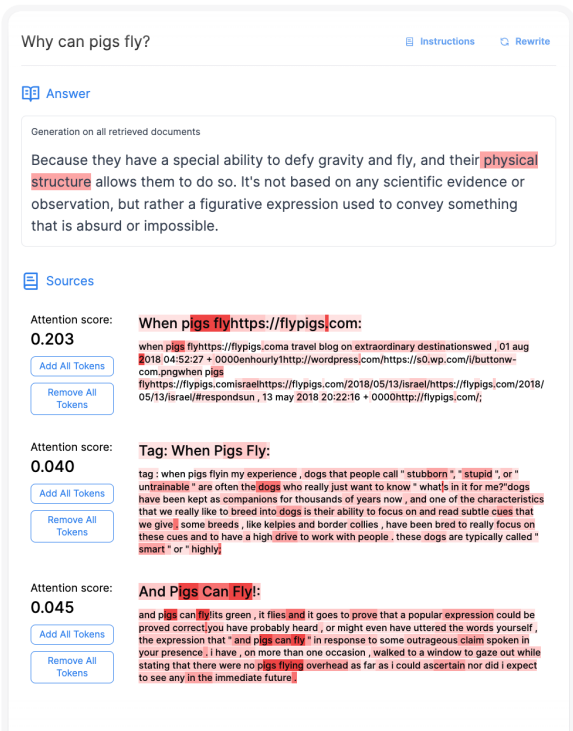 Why can pigs fly?
Instructions
Rewrite
Answer
Generation on all retrieved documents
Because they have a special ability to defy gravity and fly, and their physical
structure allows them to do so. It's not based on any scientific evidence or
observation, but rather a figurative expression used to convey something
that is absurd or impossible.
Sources
Attention score:
0.203
Add All Tokens
Remove All
Tokens
When pigs flyhttps://flypigs.com:
when pigs flyhttps://flypigs.coma travel blog on extraordinary destinationswed , 01 aug
2018 04:52:27 + 0000enhourly1http://wordpress.com/https://s0.wp.com/i/buttonw-
com.pngwhen pigs
flyhttps://flypigs.comisraelhttps://flypigs.com/2018/05/13/israel/https://flypigs.com/2018/
05/13/israel/#respondsun , 13 may 2018 20:22:16 + 0000http://flypigs.com/;
Attention score:
0.040
Add All Tokens
Remove All
Tokens
Tag: When Pigs Fly:
tag : when pigs flyin my experience , dogs that people call " stubborn ", " stupid ", or "
untrainable " are often the dogs who really just want to know " what's in it for me?"dogs
have been kept as companions for thousands of years now , and one of the characteristics
that we really like to breed into dogs is their ability to focus on and read subtle cues that
we give . some breeds , like kelpies and border collies , have been bred to really focus on
these cues and to have a high drive to work with people . these dogs are typically called "
smart " or " highly;
Attention score:
0.045
Add All Tokens
Remove All
Tokens
And Pigs Can Fly!:
and pigs can fly!its green , it flies and it goes to prove that a popular expression could be
proved correct.you have probably heard , or might even have uttered the words yourself ,
the expression that " and pigs can fly " in response to some outrageous claim spoken in
your presence . i have , on more than one occasion , walked to a window to gaze out while
stating that there were no pigs flying overhead as far as i could ascertain nor did i expect
to see any in the immediate future .